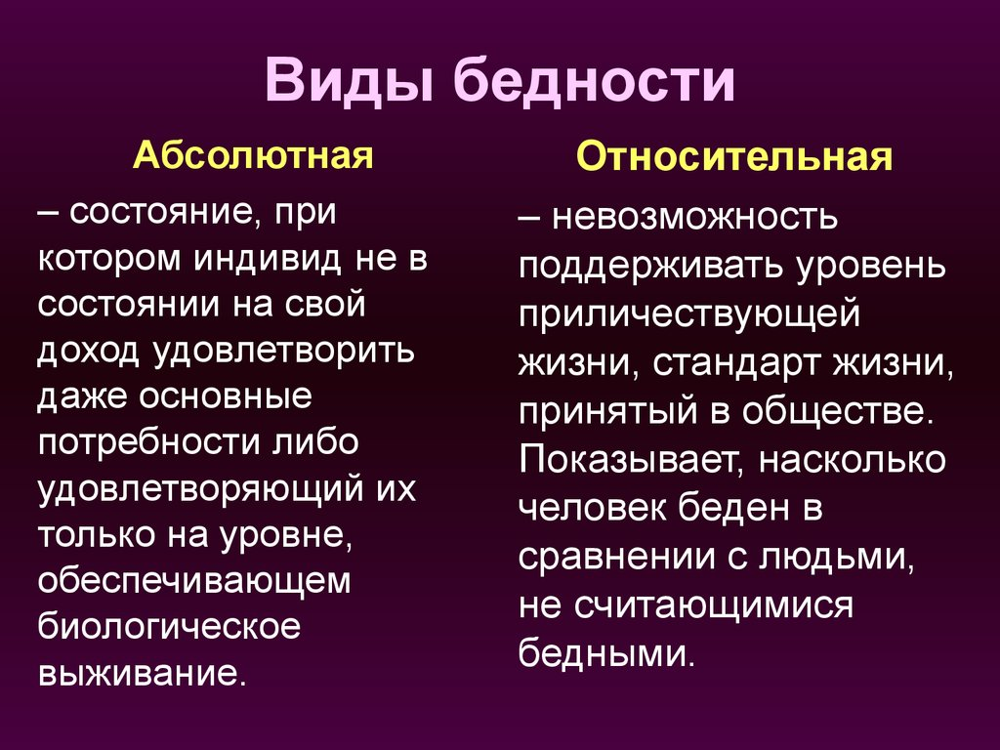 Виды бедности
Абсолютная
– состояние, при
котором индивид не в
состоянии на свой
доход удовлетворить
даже основные
потребности либо
удовлетворяющий их
только на уровне,
обеспечивающем
биологическое
выживание.
Относительная
– невозможность
поддерживать уровень
приличествующей
жизни, стандарт жизни,
принятый в обществе.
Показывает, насколько
человек беден в
сравнении с людьми,
не считающимися
бедными.